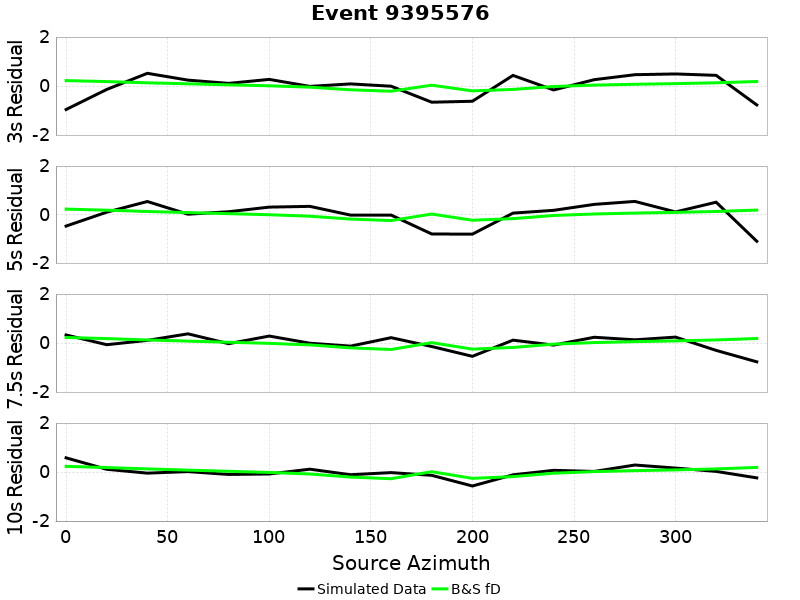 Event 9395576
3s Residual
2
0
-2
5s Residual
2
0
-2
7.5s Residual
2
0
-2
10s Residual
2
0
-2
0 50 100 150 200 250 300
Source Azimuth
Simulated Data B&S fD